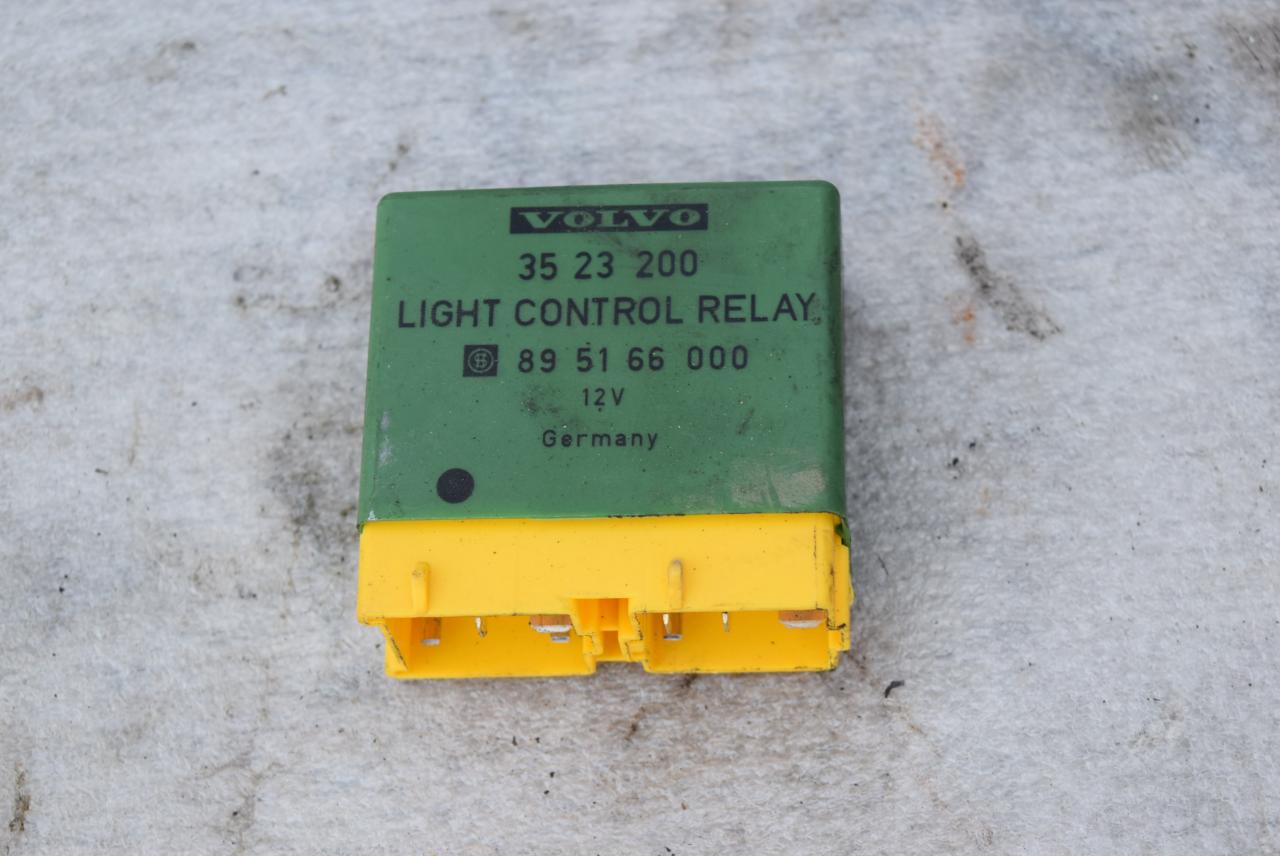 VOLVO
35 23 200
LIGHT CONTROL RELAY
89 51 66 000
12V
Germany